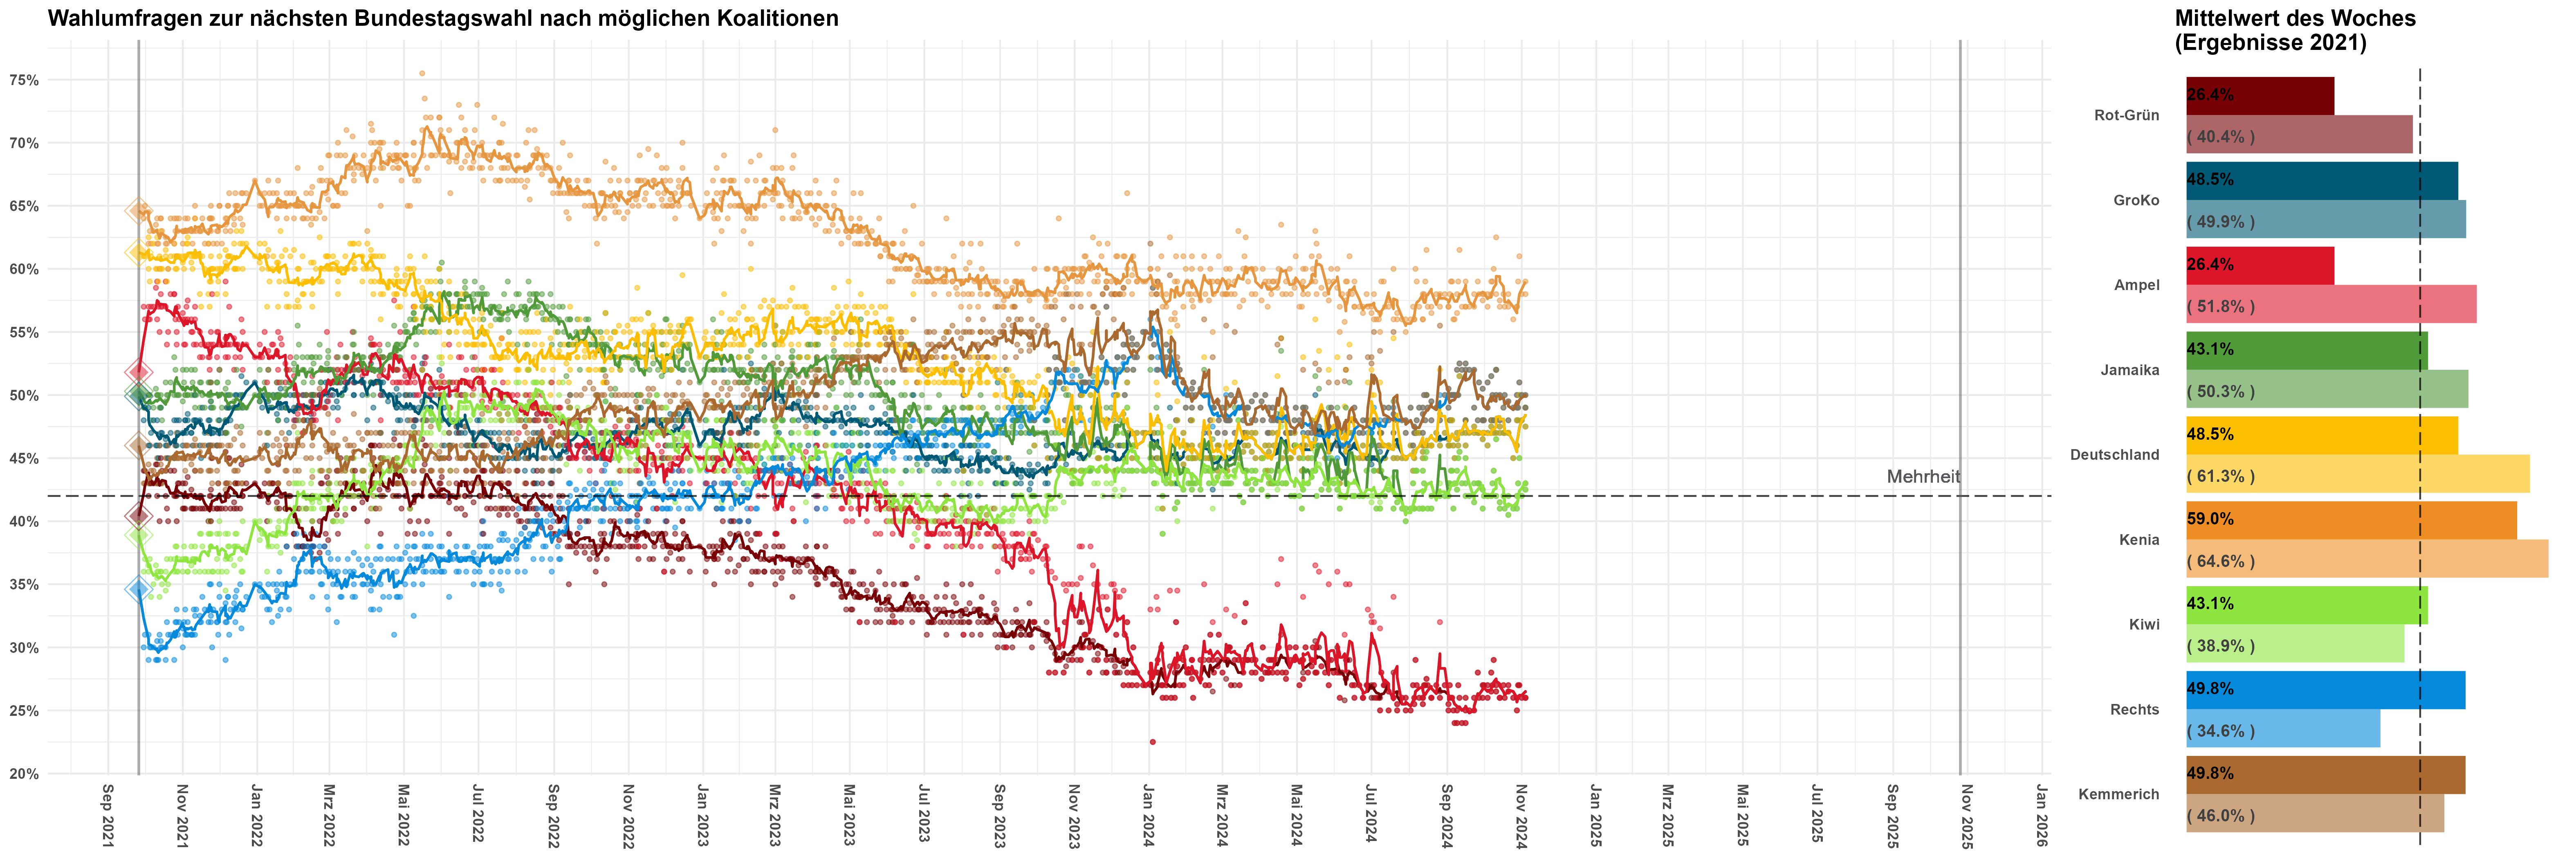 Wahlumfragen zur nächsten Bundestagswahl nach möglichen Koalitionen
75%
70%
65%
60%
55%
50%
45%
40%
35%
30%
25%
20%
Mehrheit
Sep 2021
Nov 2021
Jan 2022
Mrz 2022
Mai 2022
Jul 2022
Sep 2022
Nov 2022
Jan 2023
Mrz 2023
Mai 2023
Jul 2023
Sep 2023
Nov 2023
Jan 2024
Mrz 2024
Mai 2024
Jul 2024
Sep 2024
Nov 2024
Jan 2025
Mrz 2025
Mai 2025
Jul 2025
Sep 2025
Nov 2025
Jan 2026
Mittelwert des Woches
(Ergebnisse 2021)
Rot-Grün
26.4%
( 40.4% )
GroKo
48.5%
( 49.9% )
Ampel
26.4%
( 51.8% )
Jamaika
43.1%
( 50.3% )
Deutschland
48.5%
( 61.3% )
Kenia
59.0%
( 64.6% )
Kiwi
43.1%
( 38.9% )
Rechts
49.8%
( 34.6% )
Kemmerich
49.8%
( 46.0% )